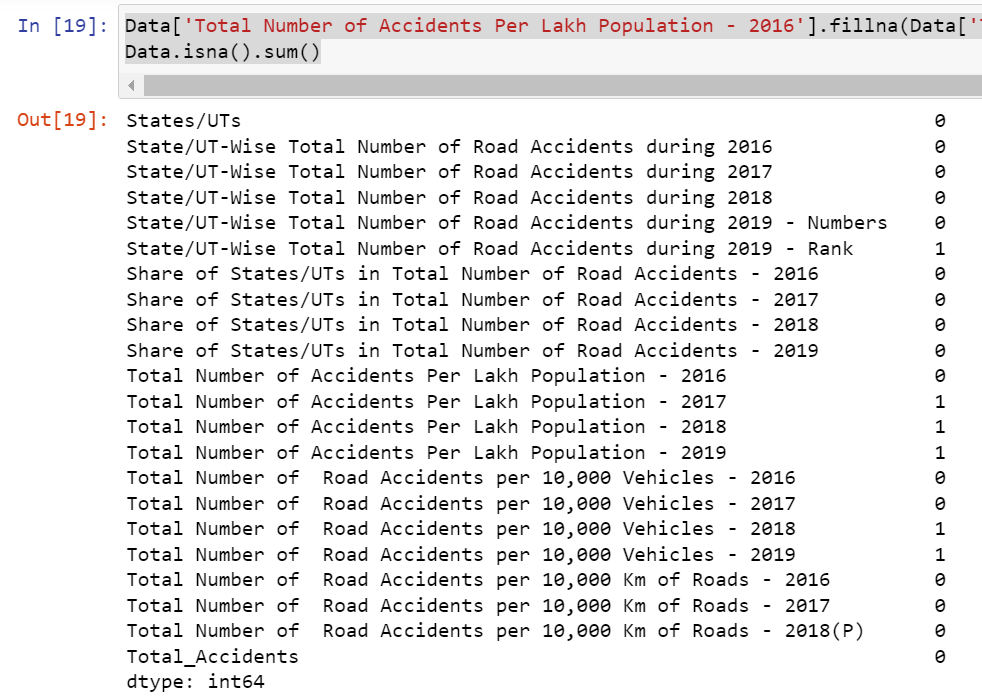 In [19]: Data['Total Number of Accidents Per Lakh Population - 2016'].fillna(Data['
Data.isna().sum()
Out[19]: States/UTs 0
State/UT-Wise Total Number of Road Accidents during 2016 0
State/UT-Wise Total Number of Road Accidents during 2017 0
State/UT-Wise Total Number of Road Accidents during 2018 0
State/UT-Wise Total Number of Road Accidents during 2019 - Numbers 0
State/UT-Wise Total Number of Road Accidents during 2019 - Rank 1
Share of States/UTs in Total Number of Road Accidents - 2016 0
Share of States/UTs in Total Number of Road Accidents - 2017 0
Share of States/UTs in Total Number of Road Accidents - 2018 0
Share of States/UTs in Total Number of Road Accidents - 2019 0
Total Number of Accidents Per Lakh Population - 2016 0
Total Number of Accidents Per Lakh Population - 2017 1
Total Number of Accidents Per Lakh Population - 2018 1
Total Number of Accidents Per Lakh Population - 2019 1
Total Number of  Road Accidents per 10,000 Vehicles - 2016 0
Total Number of  Road Accidents per 10,000 Vehicles - 2017 0
Total Number of  Road Accidents per 10,000 Vehicles - 2018 1
Total Number of  Road Accidents per 10,000 Vehicles - 2019 1
Total Number of  Road Accidents per 10,000 Km of Roads - 2016 0
Total Number of  Road Accidents per 10,000 Km of Roads - 2017 0
Total Number of  Road Accidents per 10,000 Km of Roads - 2018(P) 0
Total_Accidents 0
dtype: int64